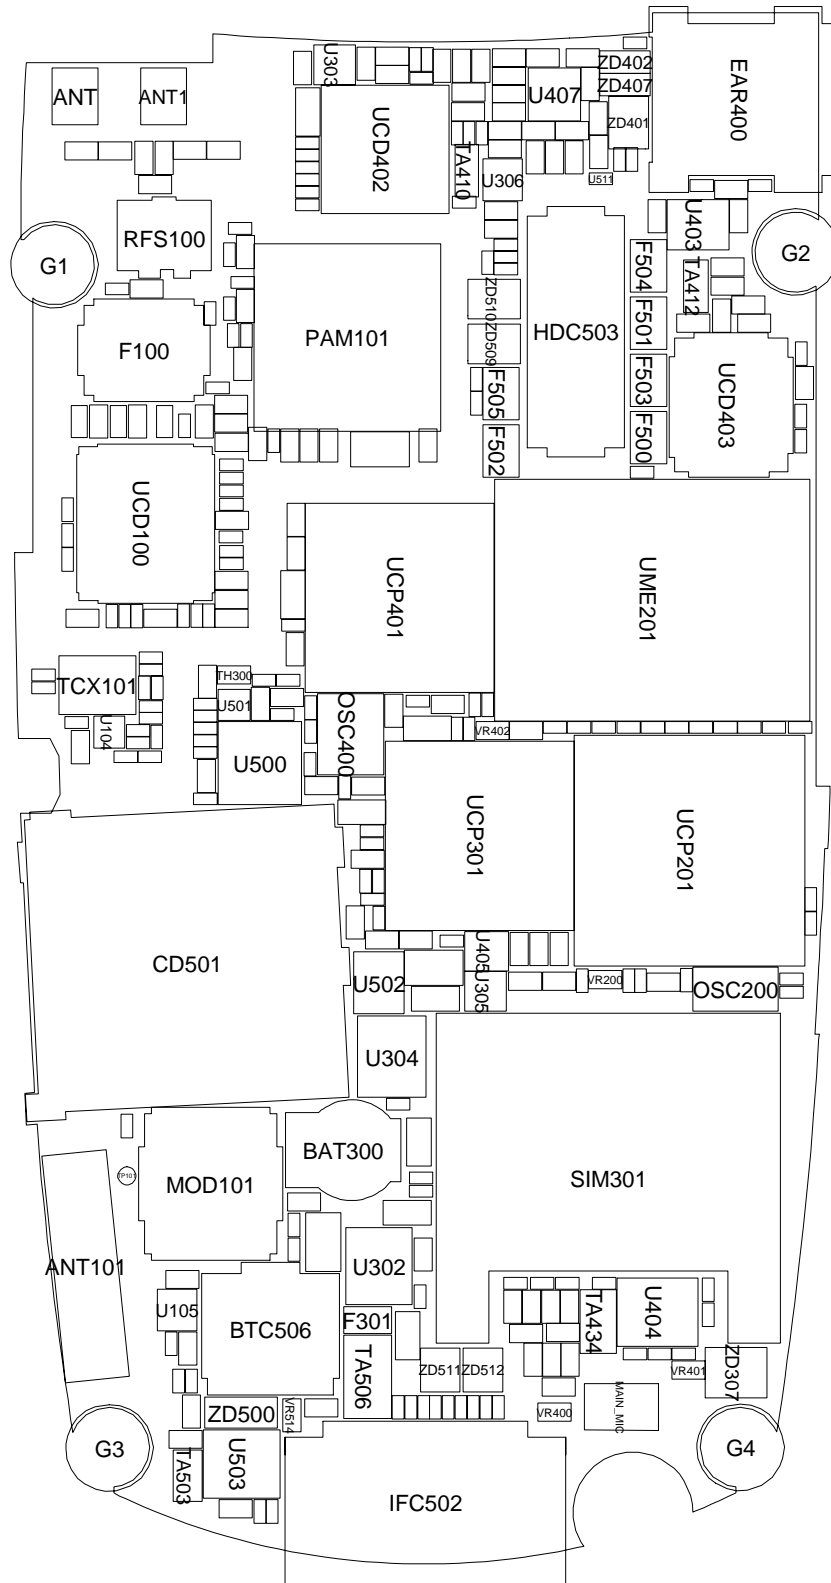 U303
EAR400
ZD402
ZD407
ANT
ANT1
UCD402
U407
ZD401
TA410
U306
U511
RFS100
U403
G1
G2
F504
TA412
ZD510
PAM101
HDC503
F501
F100
ZD509
F505
F503
UCD403
F502
F500
UCD100
UCP401
UME201
TCX101
TH300
U501
U104
OSC400
VR402
U500
UCP301
UCP201
CD501
U405
U502
U305
VR200
OSC200
U304
BAT300
TP101
MOD101
SIM301
ANT101
U302
U105
BTC506
F301
TA434
U404
TA506
ZD511
ZD512
VR401
ZD307
ZD500
VR514
VR400
MAIN_MIC
G3
G4
TA503
U503
IFC502